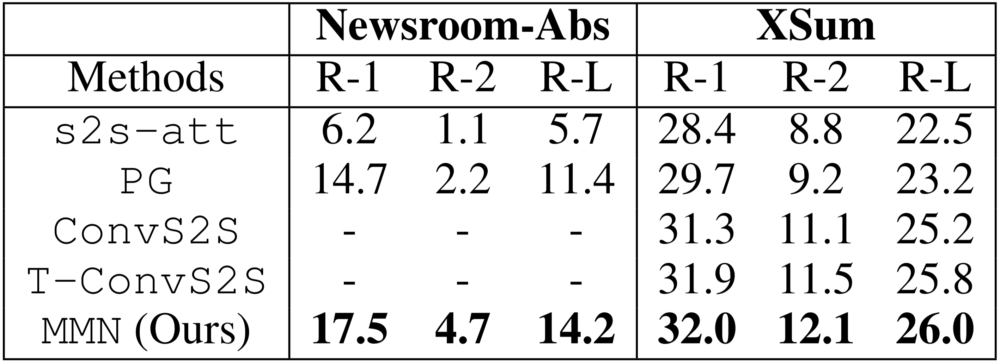 Newsroom-Abs XSum
Methods R-1 R-2 R-L R-1 R-2 R-L
s2s-att 6.2 1.1 5.7 28.4 8.8 22.5
PG 14.7 2.2 11.4 29.7 9.2 23.2
ConvS2S - - - 31.3 11.1 25.2
T-ConvS2S - - - 31.9 11.5 25.8
MMN (Ours) 17.5 4.7 14.2 32.0 12.1 26.0